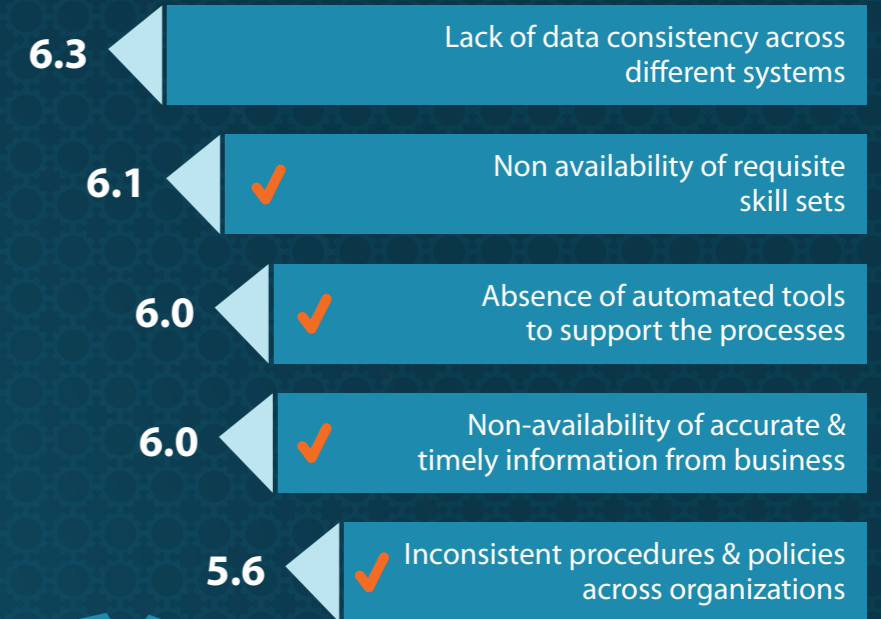 6.3
Lack of data consistency across
different systems
6.1
Non availability of requisite
skill sets
6.0
Absence of automated tools
to support the processes
6.0
Non-availability of accurate &
timely information from business
5.6
Inconsistent procedures & policies
across organizations